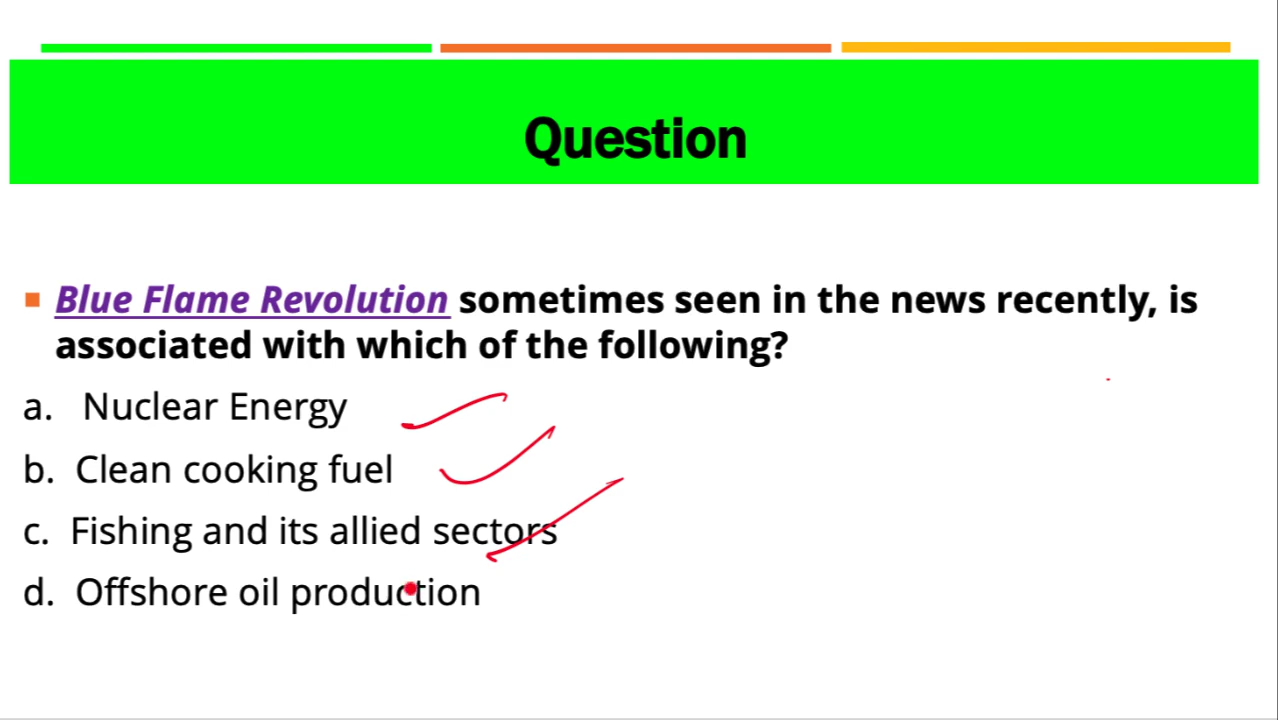 Question
Blue Flame Revolution sometimes seen in the news recently, is
associated with which of the following?
a. Nuclear Energy
b. Clean cooking fuel
c. Fishing and its allied sectors
d. Offshore oil production